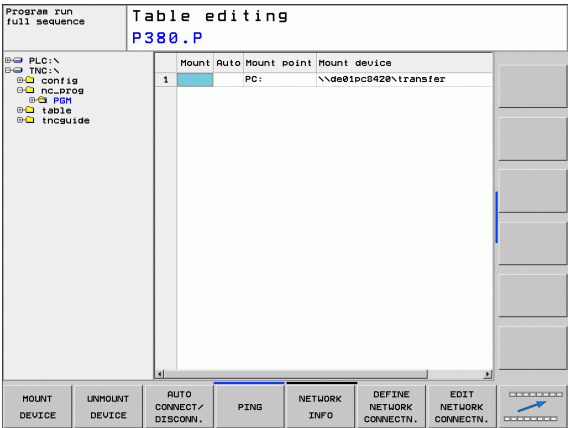 Program run
full sequence
Table editing
P380.P
PLC:\
TNC:\
config
nc_prog
PGM
table
tncguide
Mount Auto Mount point Mount device
1 PC: \\de01pc8420\transfer
MOUNT
DEVICE
UNMOUNT
DEVICE
AUTO
CONNECT/
DISCONN.
PING
NETWORK
INFO
DEFINE
NETWORK
CONNECTN.
EDIT
NETWORK
CONNECTN.